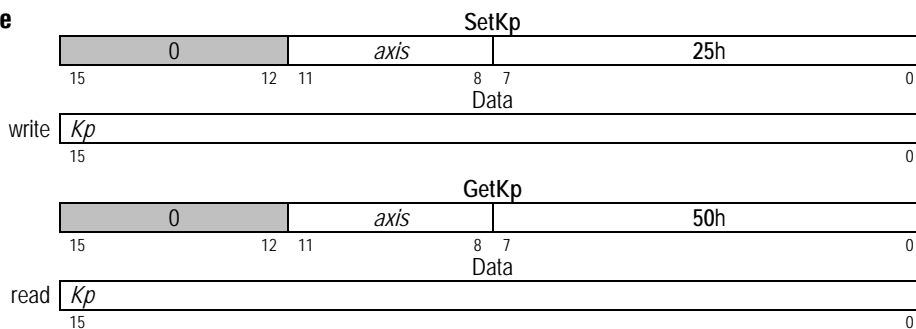 e
SetKp
0 axis 25h
15 12 11 8 7 0
Data
write Kp
15 0
GetKp
0 axis 50h
15 12 11 8 7 0
Data
read Kp
15 0